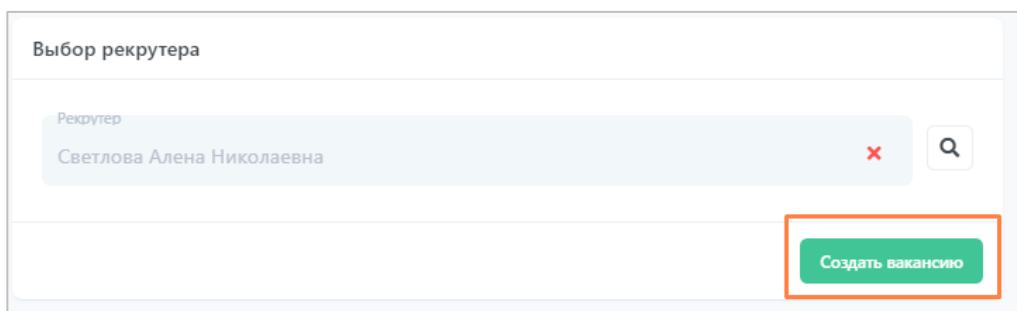 Выбор рекрутера
Рекрутер
Светлова Алена Николаевна
Создать вакансию